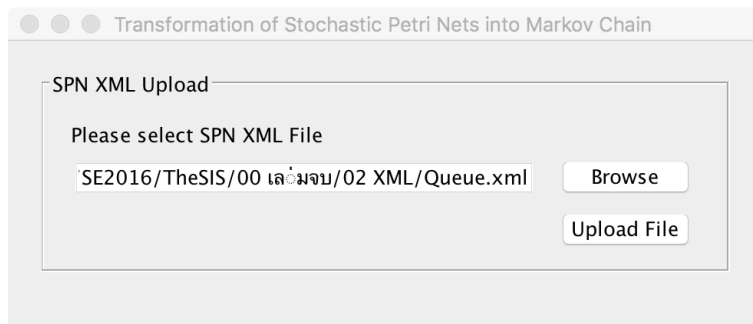 Transformation of Stochastic Petri Nets into Markov Chain
SPN XML Upload
Please select SPN XML File
SE2016/TheSIS/00 เล่มจบ/02 XML/Queue.xml
Browse
Upload File